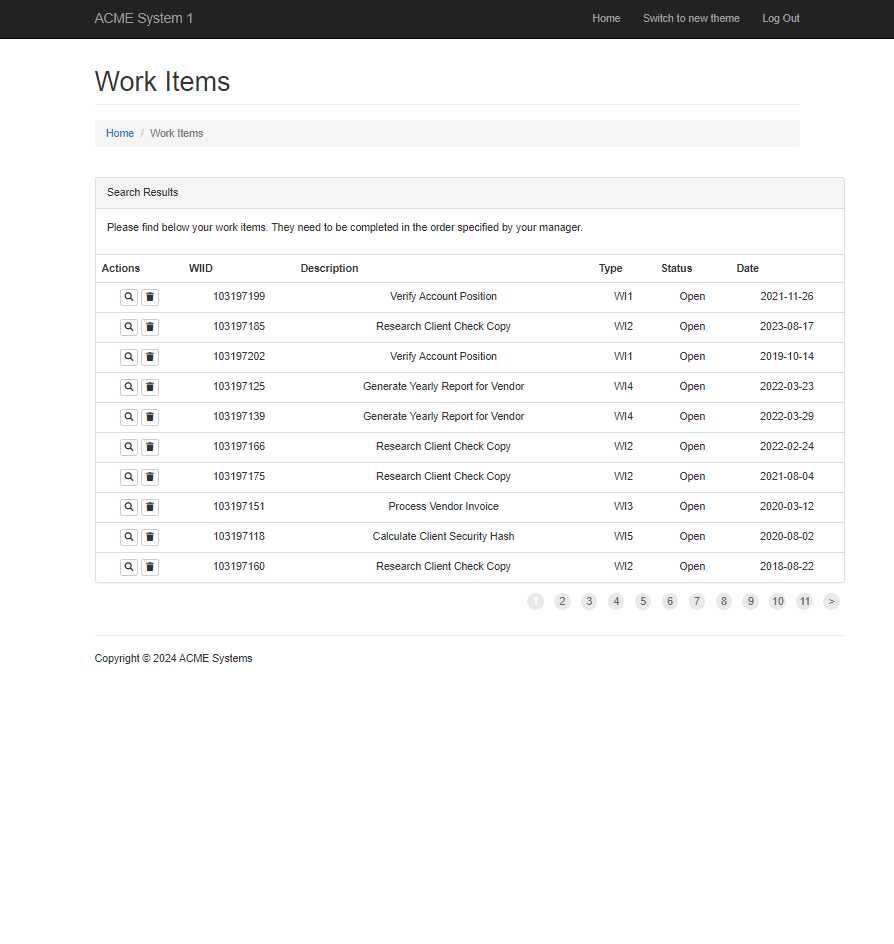 ACME System 1 Home Switch to new theme Log Out
Work Items
Home / Work Items
Search Results
Please find below your work items. They need to be completed in the order specified by your manager.
Actions WIID Description Type Status Date
103197199 Verify Account Position WI1 Open 2021-11-26
103197185 Research Client Check Copy WI2 Open 2023-08-17
103197202 Verify Account Position WI1 Open 2019-10-14
103197125 Generate Yearly Report for Vendor WI4 Open 2022-03-23
103197139 Generate Yearly Report for Vendor WI4 Open 2022-03-29
103197166 Research Client Check Copy WI2 Open 2022-02-24
103197175 Research Client Check Copy WI2 Open 2021-08-04
103197151 Process Vendor Invoice WI3 Open 2020-03-12
103197118 Calculate Client Security Hash WI5 Open 2020-08-02
103197160 Research Client Check Copy WI2 Open 2018-08-22
1 2 3 4 5 6 7 8 9 10 11 >
Copyright © 2024 ACME Systems